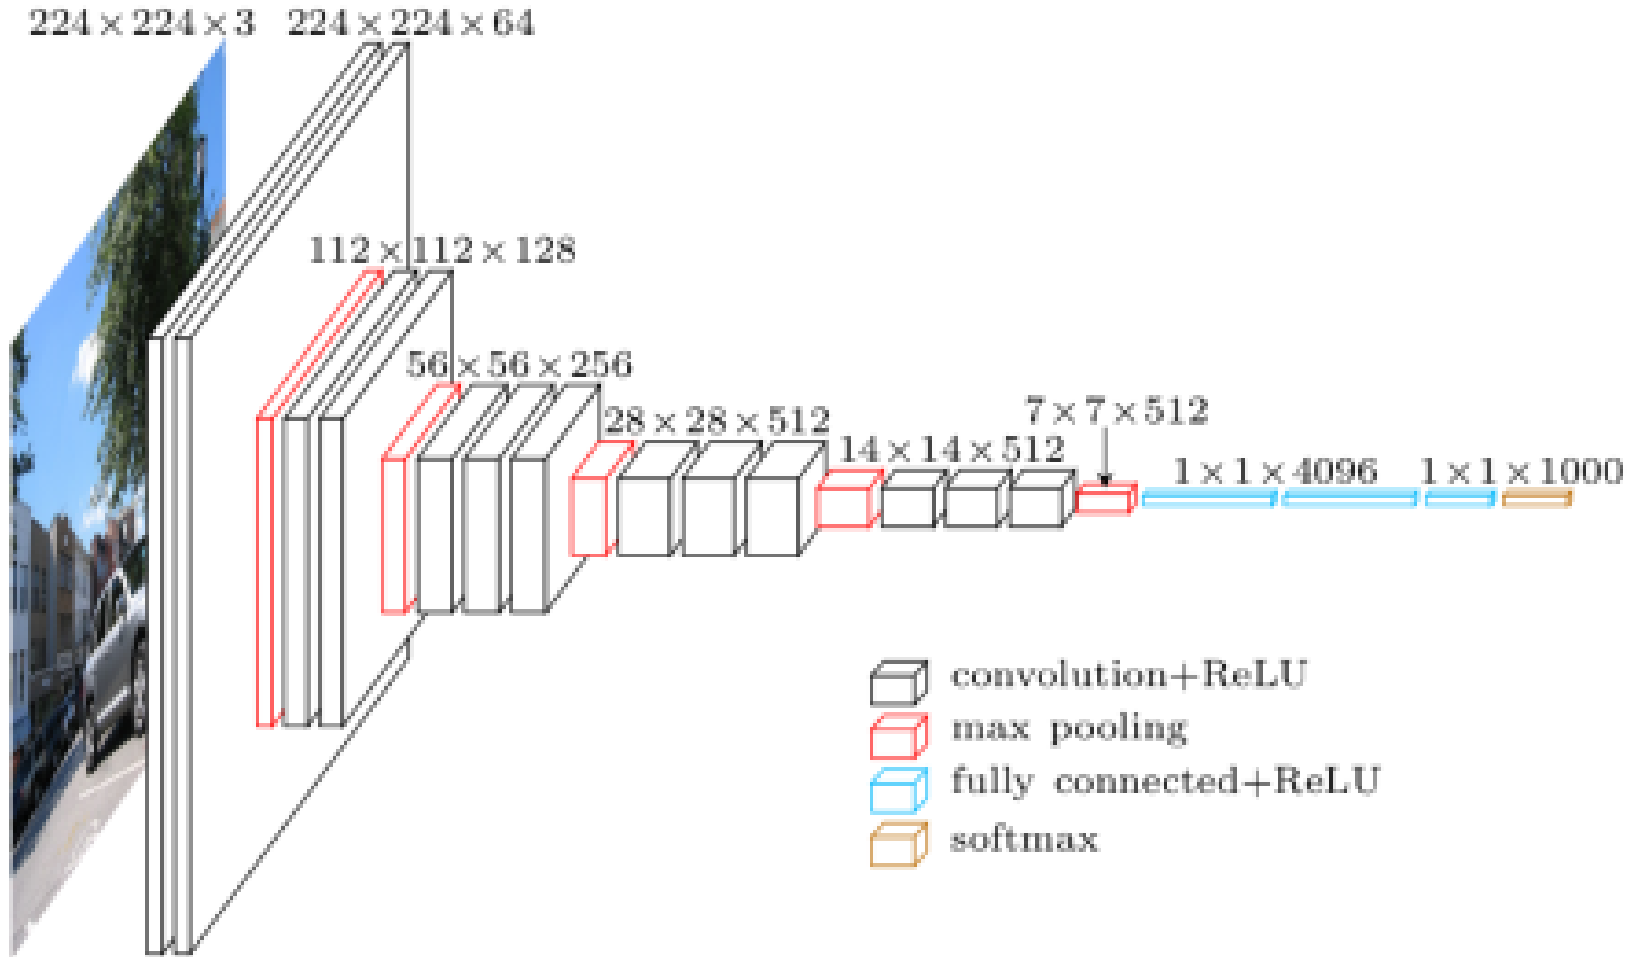 224 × 224 × 3
224 × 224 × 64
112 × 112 × 128
56 × 56 × 256
28 × 28 × 512
14 × 14 × 512
7 × 7 × 512
1 × 1 × 4096
1 × 1 × 1000
convolution+ReLU
max pooling
fully connected+ReLU
softmax